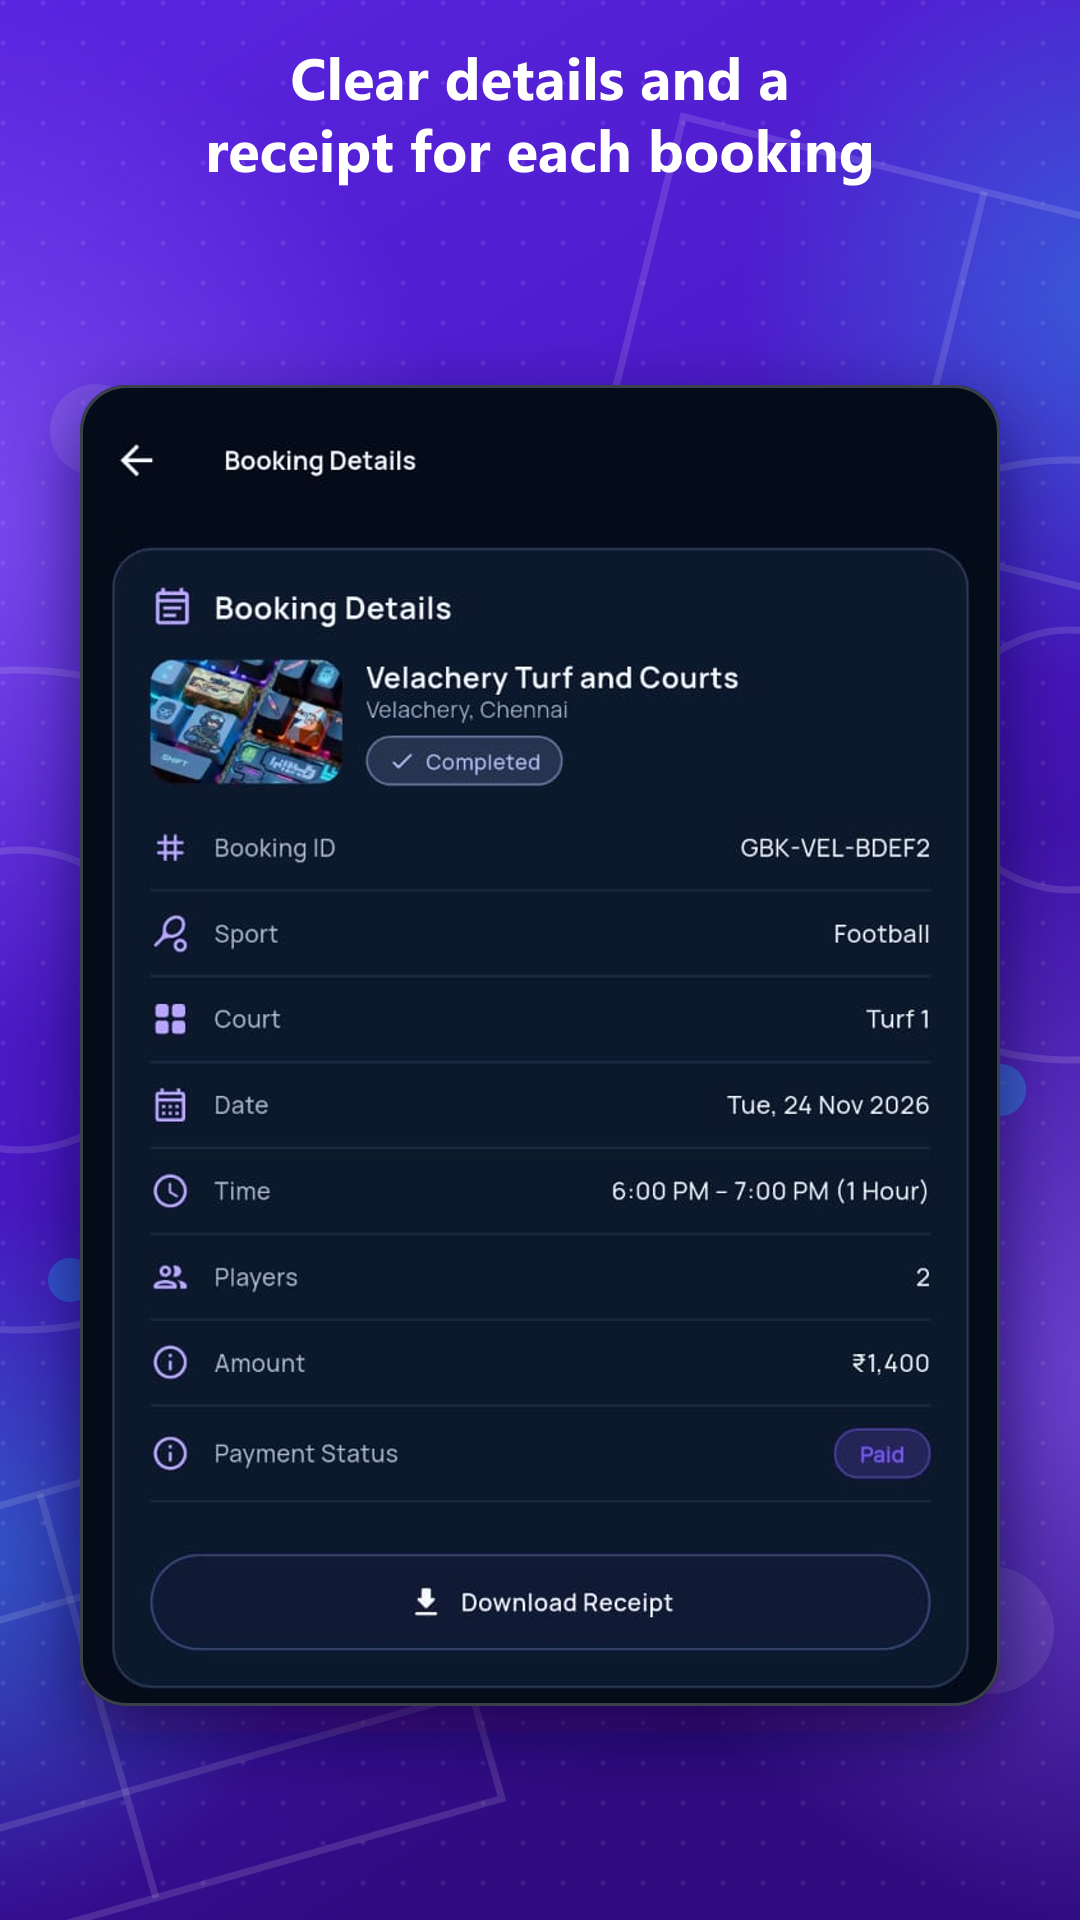 Clear details and a
receipt for each booking
Booking Details
Booking Details
Velachery Turf and Courts
Velachery, Chennai
Completed
Booking ID GBK-VEL-BDEF2
Sport Football
Court Turf 1
Date Tue, 24 Nov 2026
Time 6:00 PM – 7:00 PM (1 Hour)
Players 2
Amount ₹1,400
Payment Status Paid
Download Receipt
SHIFT